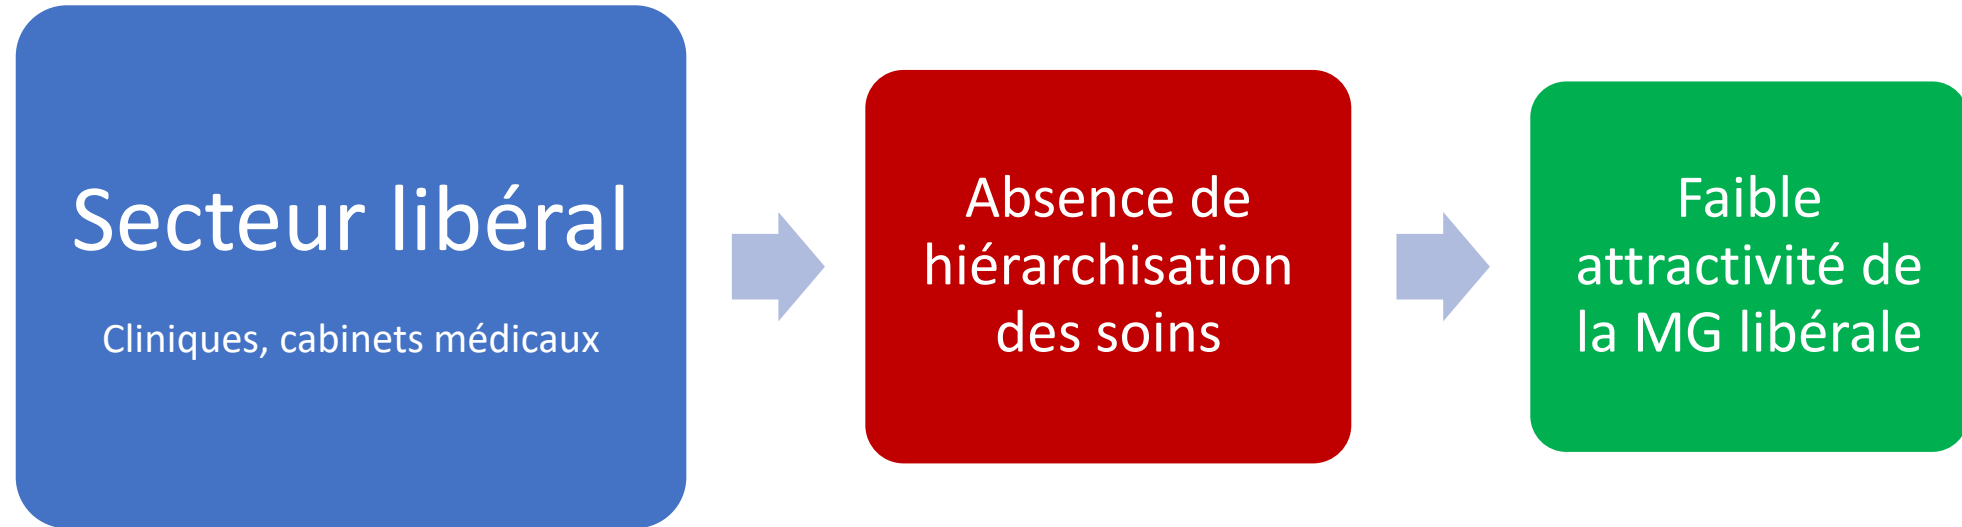 Secteur libéral
Cliniques, cabinets médicaux
Absence de
hiérarchisation
des soins
Faible
attractivité de
la MG libérale